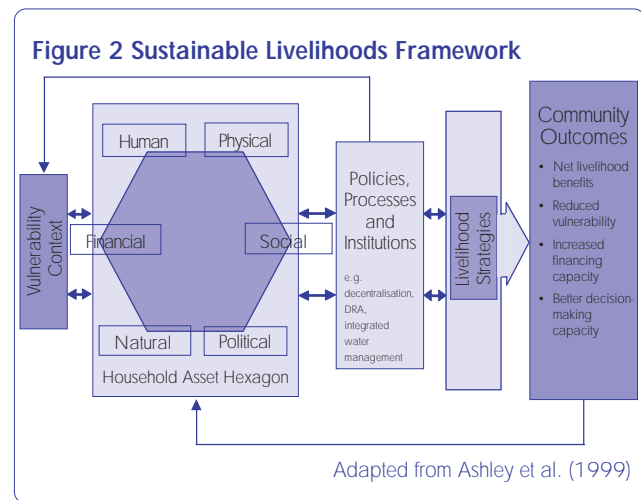 Figure 2 Sustainable Livelihoods Framework
Vulnerability
Context
Human
Physical
Financial
Social
Natural
Political
Household Asset Hexagon
Policies,
Processes
and
Institutions
e.g.
decentralisation,
DRA,
integrated
water
management
Livelihood
Strategies
Community
Outcomes
• Net livelihood
benefits
• Reduced
vulnerability
• Increased
financing
capacity
• Better decision-
making
capacity
Adapted from Ashley et al. (1999)